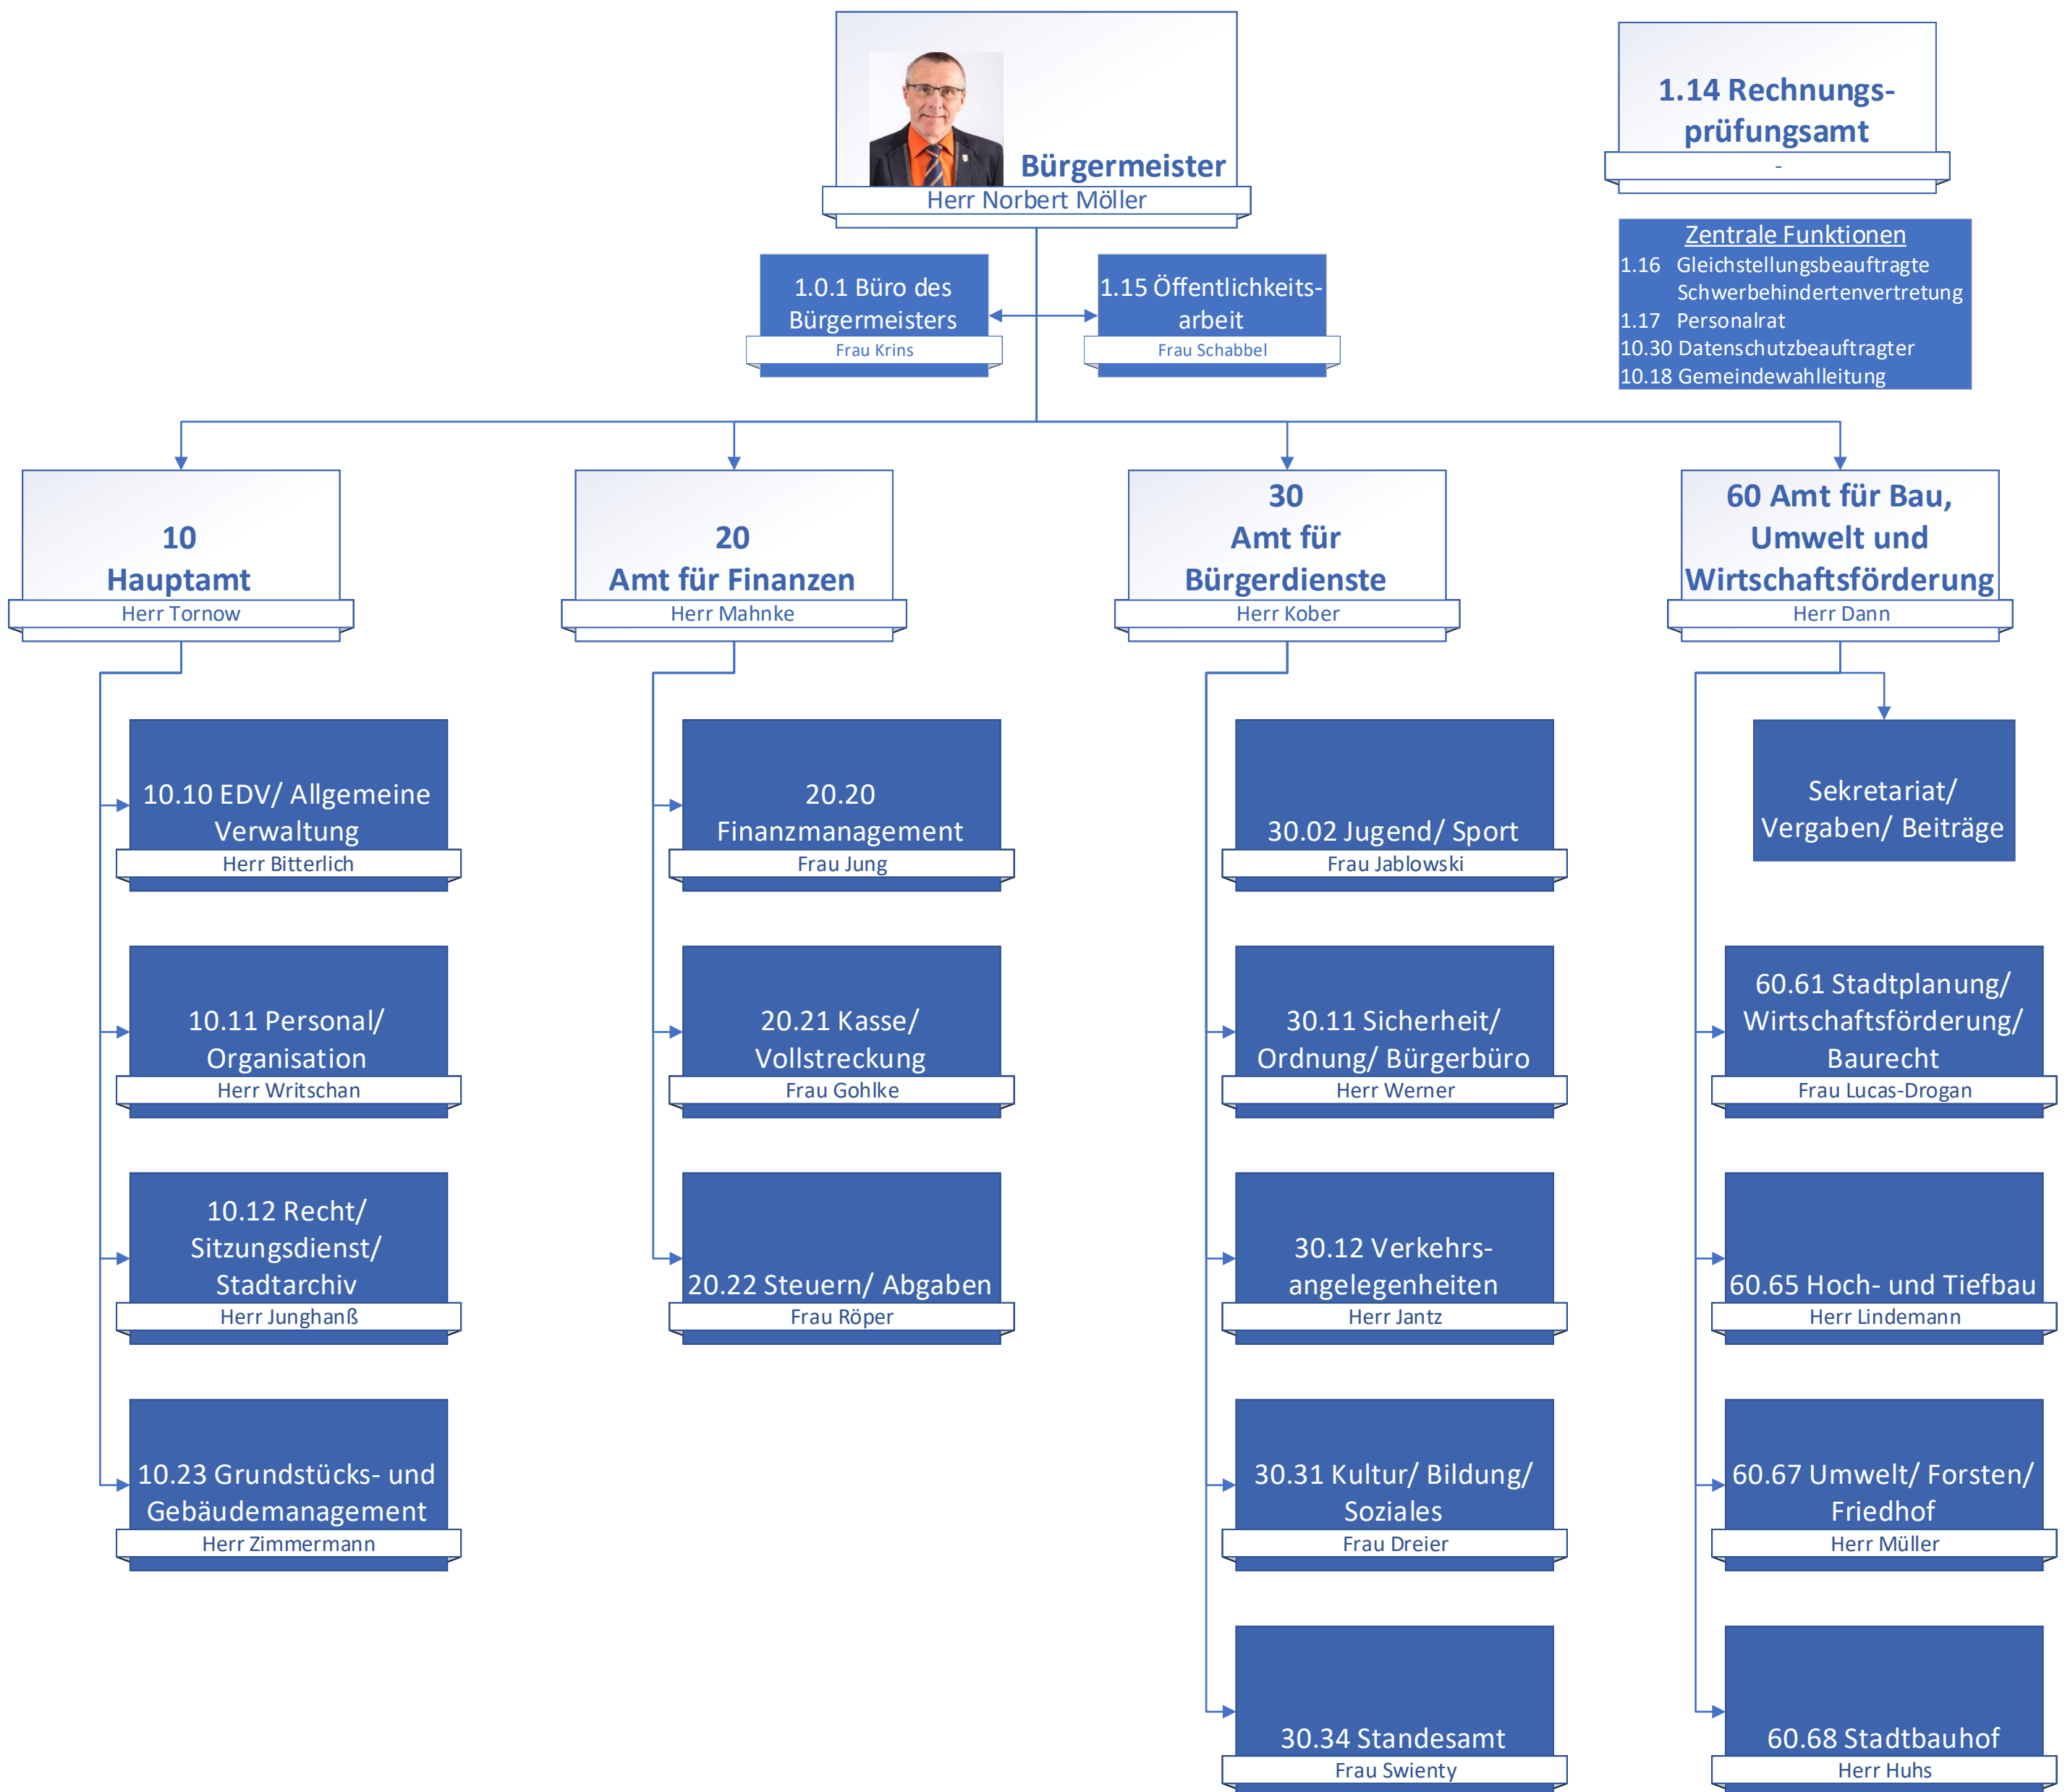 Bürgermeister
Herr Norbert Möller
1.14 Rechnungs-
prüfungsamt
-
Zentrale Funktionen
1.16 Gleichstellungsbeauftragte
Schwerbehindertenvertretung
1.17 Personalrat
10.30 Datenschutzbeauftragter
10.18 Gemeindewahlleitung
1.0.1 Büro des
Bürgermeisters
Frau Krins
1.15 Öffentlichkeits-
arbeit
Frau Schabbel
10
Hauptamt
Herr Tornow
20
Amt für Finanzen
Herr Mahnke
30
Amt für
Bürgerdienste
Herr Kober
60 Amt für Bau,
Umwelt und
Wirtschaftsförderung
Herr Dann
10.10 EDV/ Allgemeine
Verwaltung
Herr Bitterlich
10.11 Personal/
Organisation
Herr Writschan
10.12 Recht/
Sitzungsdienst/
Stadtarchiv
Herr Junghanß
10.23 Grundstücks- und
Gebäudemanagement
Herr Zimmermann
20.20
Finanzmanagement
Frau Jung
20.21 Kasse/
Vollstreckung
Frau Gohlke
20.22 Steuern/ Abgaben
Frau Röper
30.02 Jugend/ Sport
Frau Jablowski
30.11 Sicherheit/
Ordnung/ Bürgerbüro
Herr Werner
30.12 Verkehrs-
angelegenheiten
Herr Jantz
30.31 Kultur/ Bildung/
Soziales
Frau Dreier
30.34 Standesamt
Frau Swienty
Sekretariat/
Vergaben/ Beiträge
60.61 Stadtplanung/
Wirtschaftsförderung/
Baurecht
Frau Lucas-Drogan
60.65 Hoch- und Tiefbau
Herr Lindemann
60.67 Umwelt/ Forsten/
Friedhof
Herr Müller
60.68 Stadtbauhof
Herr Huhs